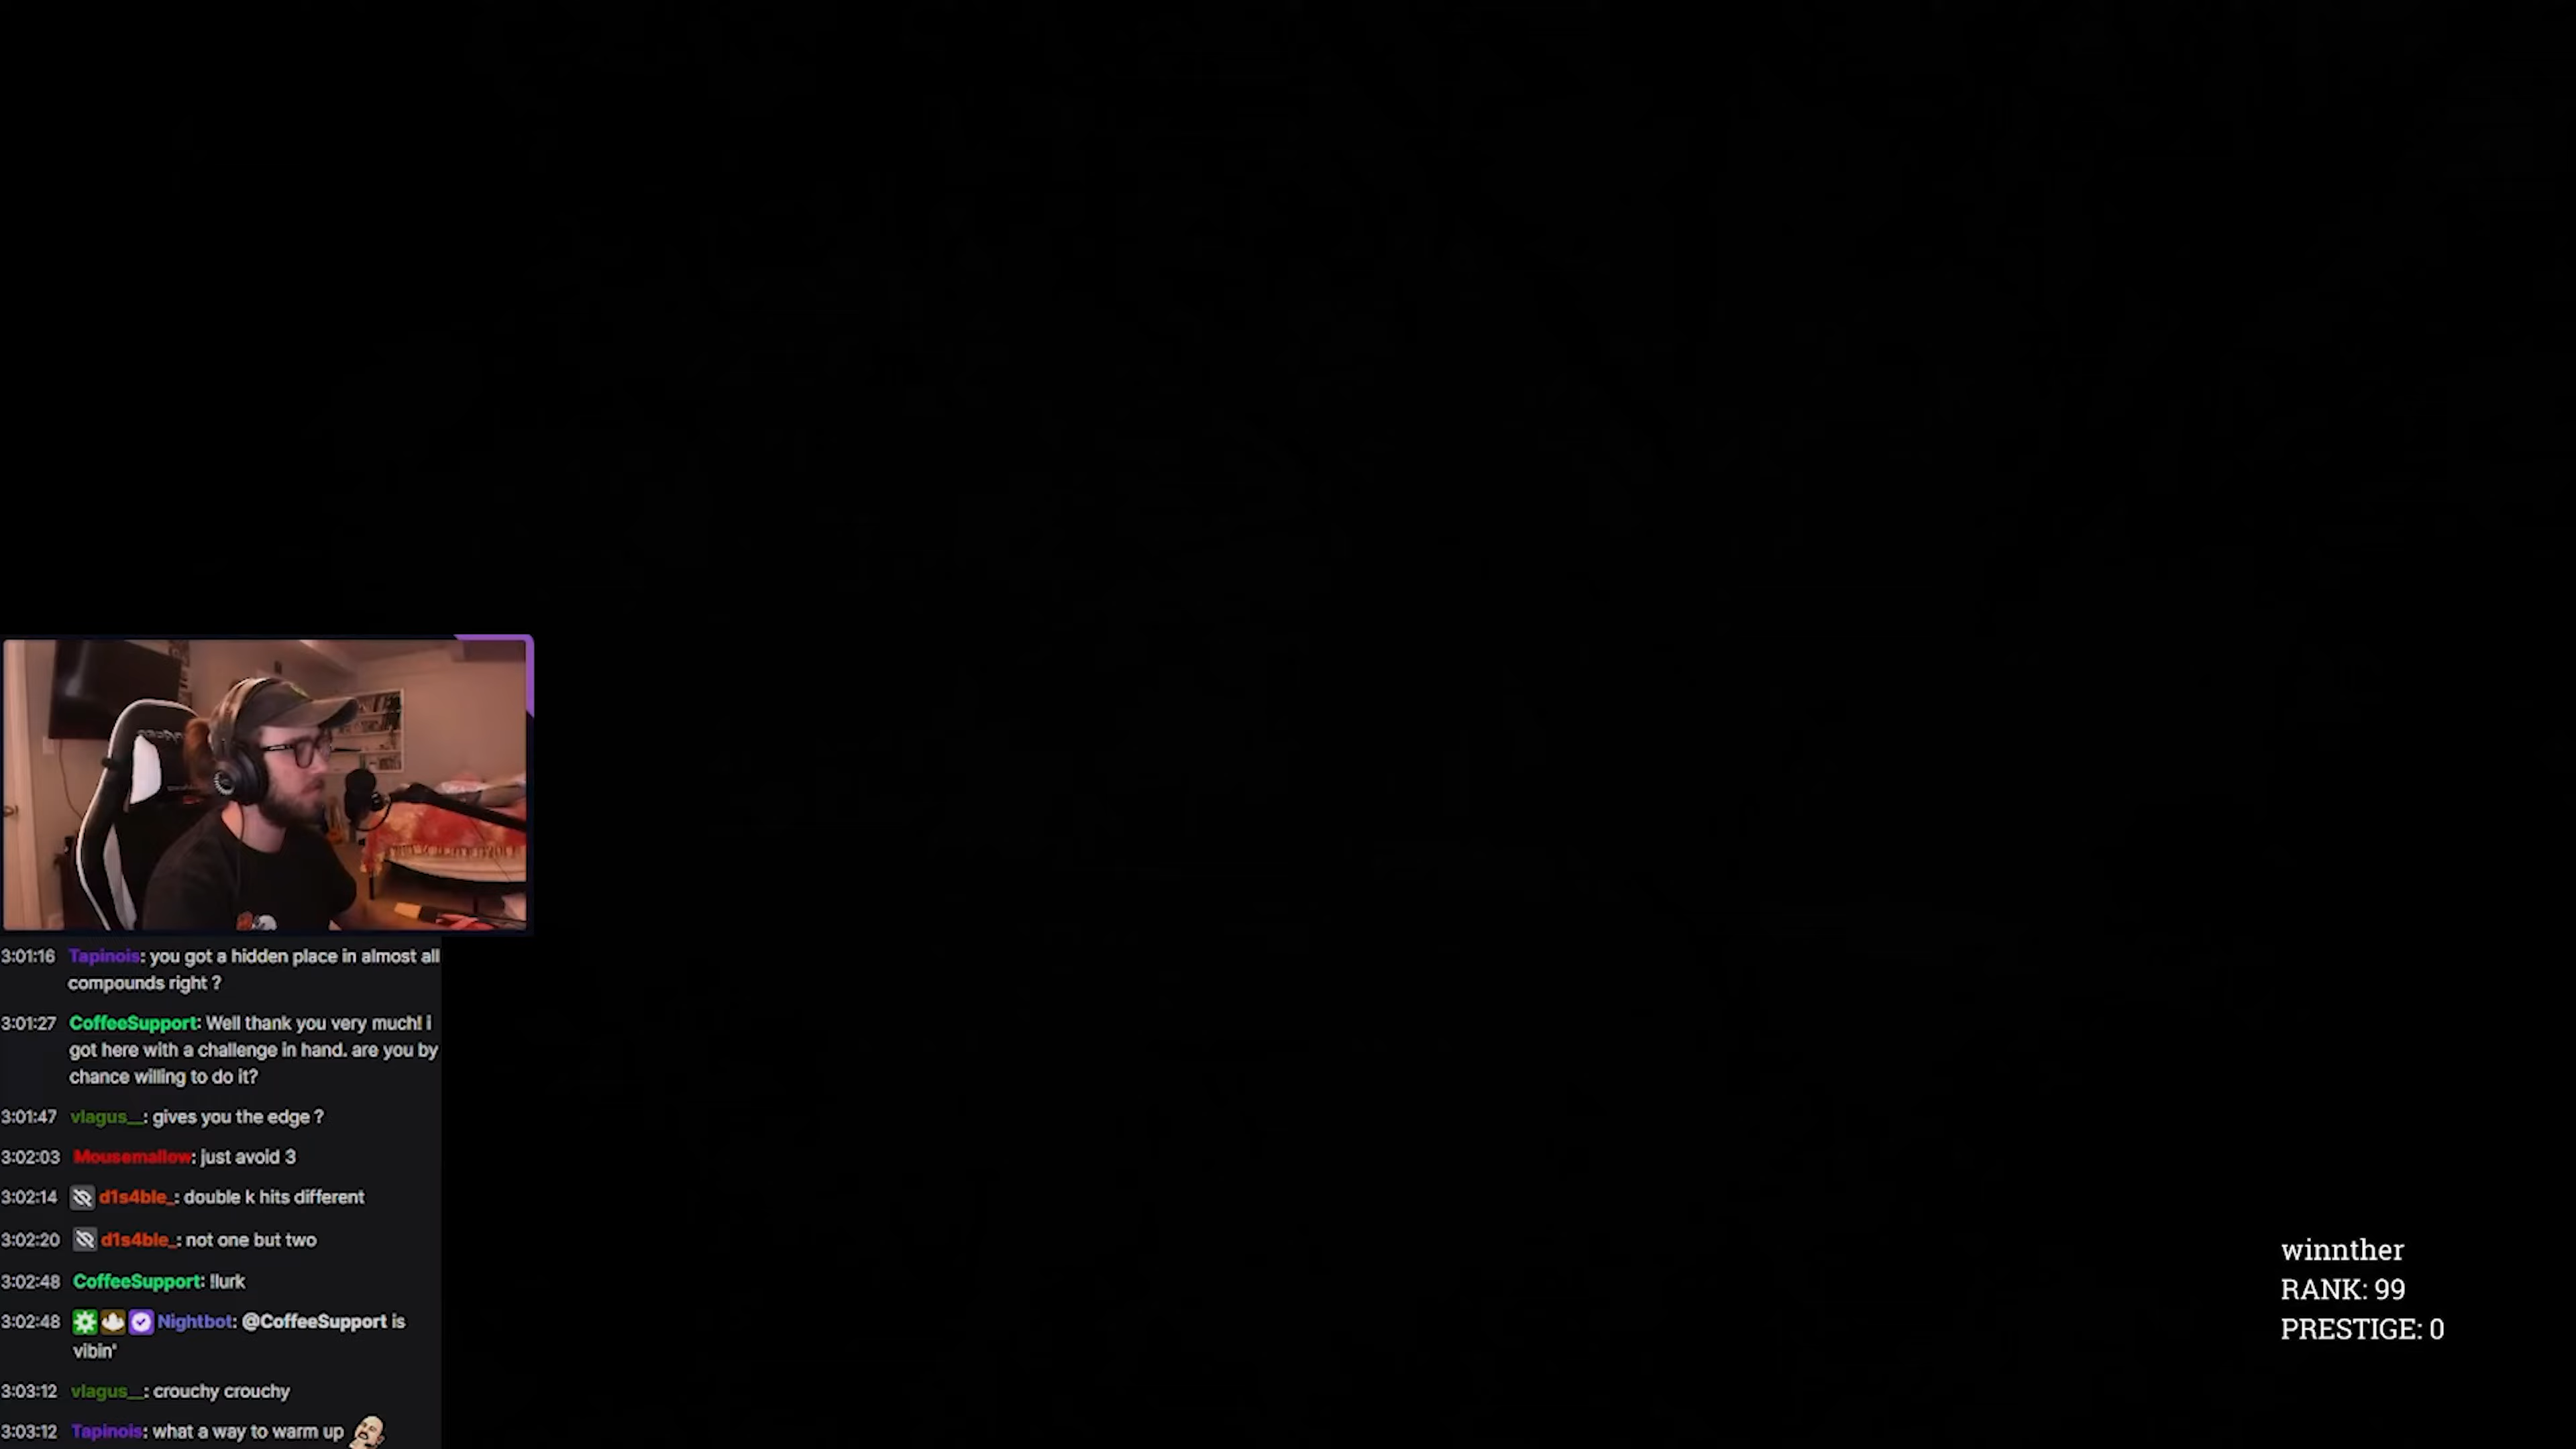 3:01:16 Tapinois: you got a hidden place in almost all
compounds right ?
3:01:27 CoffeeSupport: Well thank you very much! i
got here with a challenge in hand. are you by
chance willing to do it?
3:01:47 vlagus__: gives you the edge ?
3:02:03 Mousemallow: just avoid 3
3:02:14 d1s4ble_: double k hits different
3:02:20 d1s4ble_: not one but two
3:02:48 CoffeeSupport: !lurk
3:02:48 Nightbot: @CoffeeSupport is
vibin'
3:03:12 vlagus__: crouchy crouchy
3:03:12 Tapinois: what a way to warm up
winnther
RANK: 99
PRESTIGE: 0